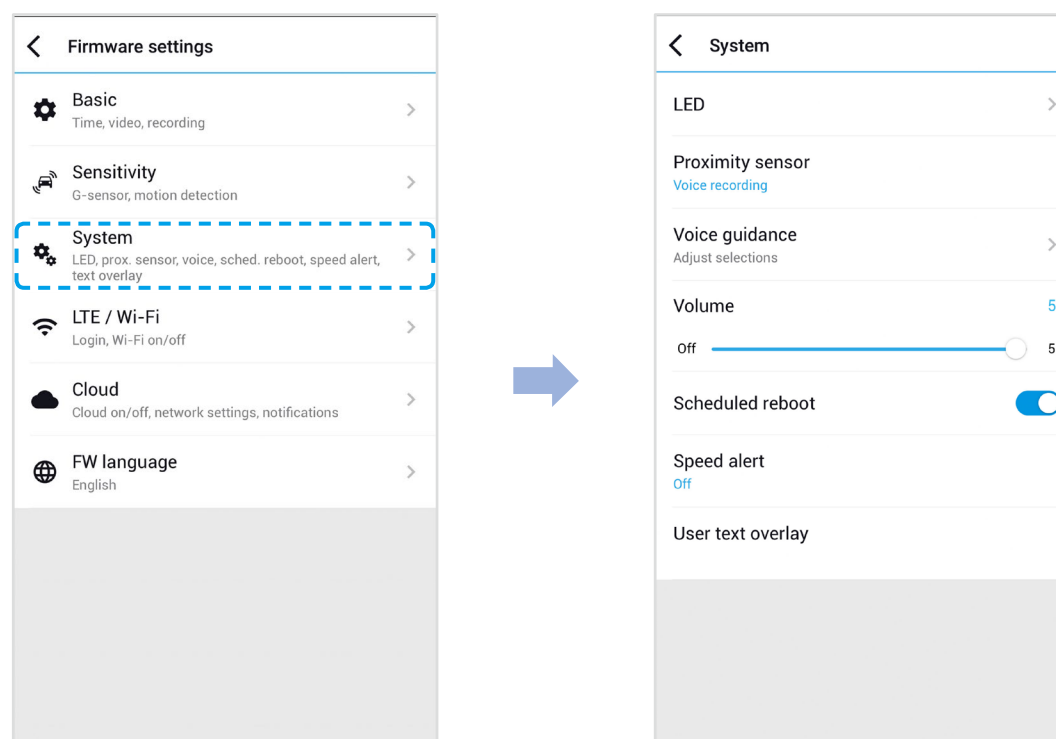 Firmware settings
Basic
Time, video, recording
Sensitivity
G-sensor, motion detection
System
LED, prox. sensor, voice, sched. reboot, speed alert,
text overlay
LTE / Wi-Fi
Login, Wi-Fi on/off
Cloud
Cloud on/off, network settings, notifications
FW language
English
System
LED
Proximity sensor
Voice recording
Voice guidance
Adjust selections
Volume 5
Off 5
Scheduled reboot
Speed alert
Off
User text overlay